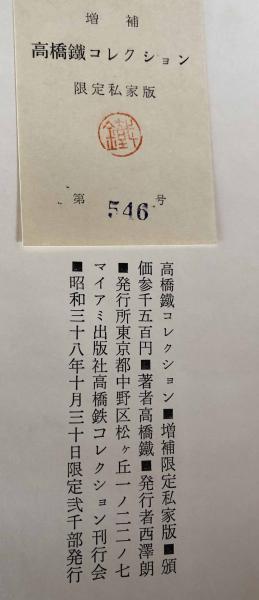 増補
高橋鐵コレクション
限定私家版
第 546 号
高橋鐵コレクション■増補限定私家版■頒
価参千五百円■著者高橋鐵■発行者西澤朗
■発行所東京都中野区松ヶ丘一ノ二二ノ七
マイアミ出版社高橋鉄コレクション刊行会
■昭和三十八年十月三十日限定弐千部発行